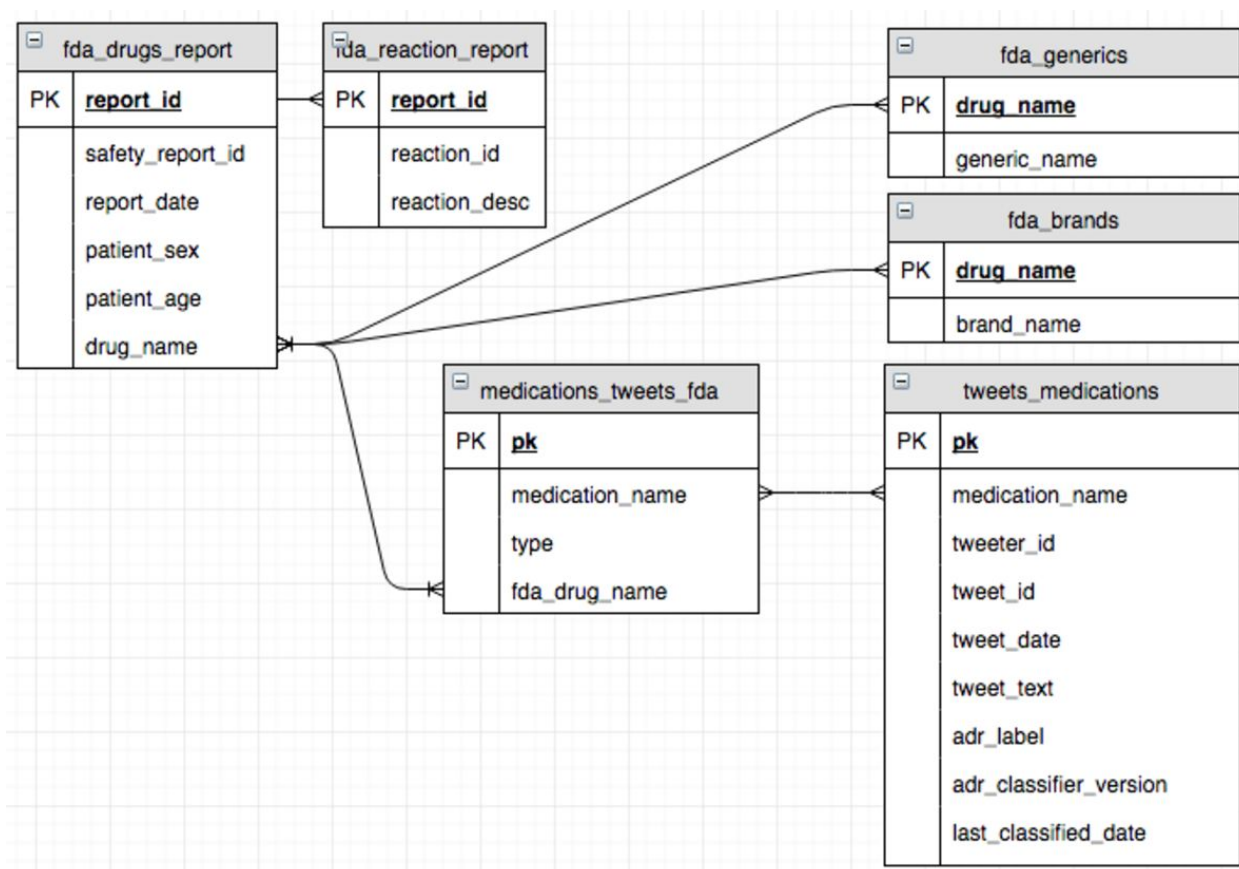 fda_drugs_report
PK report_id
safety_report_id
report_date
patient_sex
patient_age
drug_name
fda_reaction_report
PK report_id
reaction_id
reaction_desc
fda_generics
PK drug_name
generic_name
fda_brands
PK drug_name
brand_name
medications_tweets_fda
PK pk
medication_name
type
fda_drug_name
tweets_medications
PK pk
medication_name
tweeter_id
tweet_id
tweet_date
tweet_text
adr_label
adr_classifier_version
last_classified_date